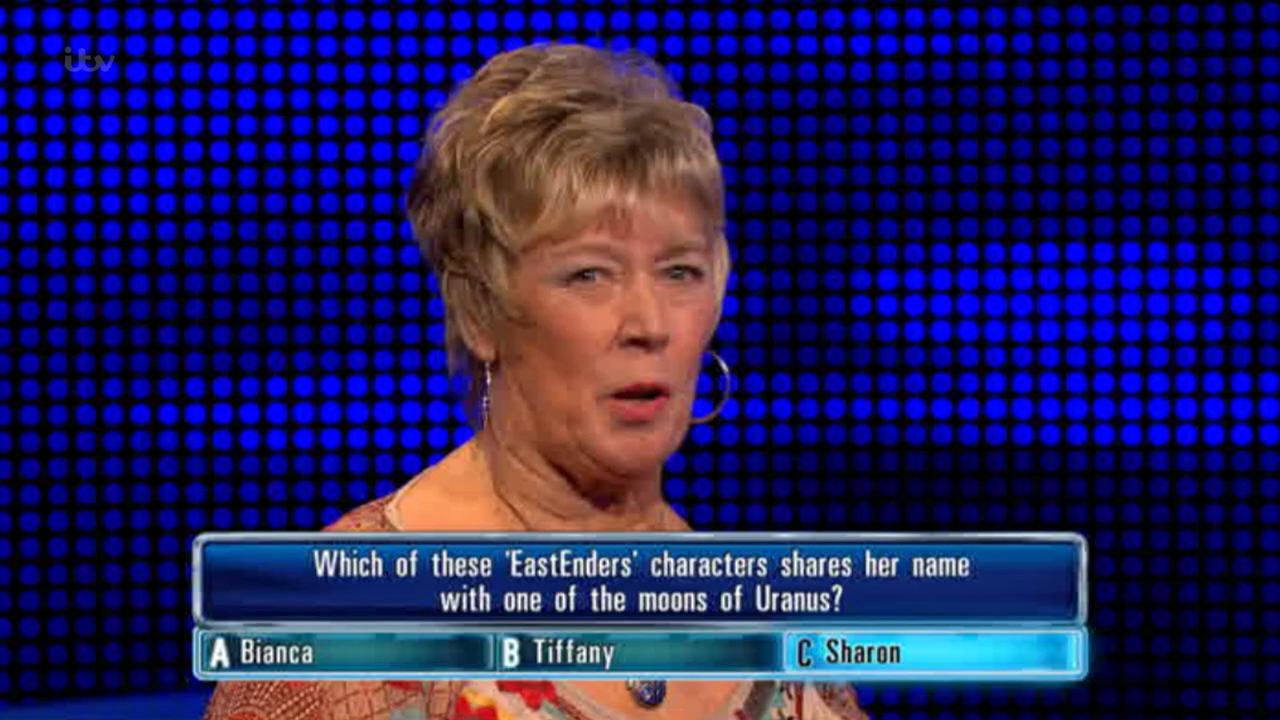 itv
Which of these 'EastEnders' characters shares her name
with one of the moons of Uranus?
A Bianca B Tiffany C Sharon